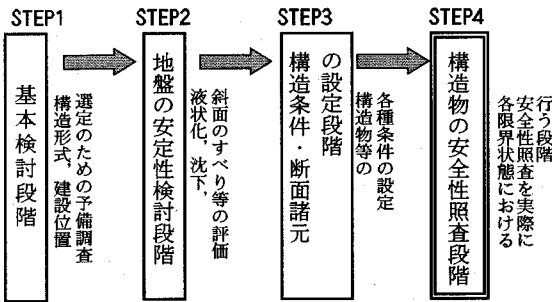 STEP1
基本検討段階
構造形式，建設位置
選定のための予備調査
STEP2
地盤の安定性検討段階
液状化，沈下，
斜面のすべり等の評価
STEP3
構造条件・断面諸元
の設定段階
構造物等の
各種条件の設定
STEP4
構造物の安全性照査段階
各限界状態における
安全性照査を実際に
行う段階